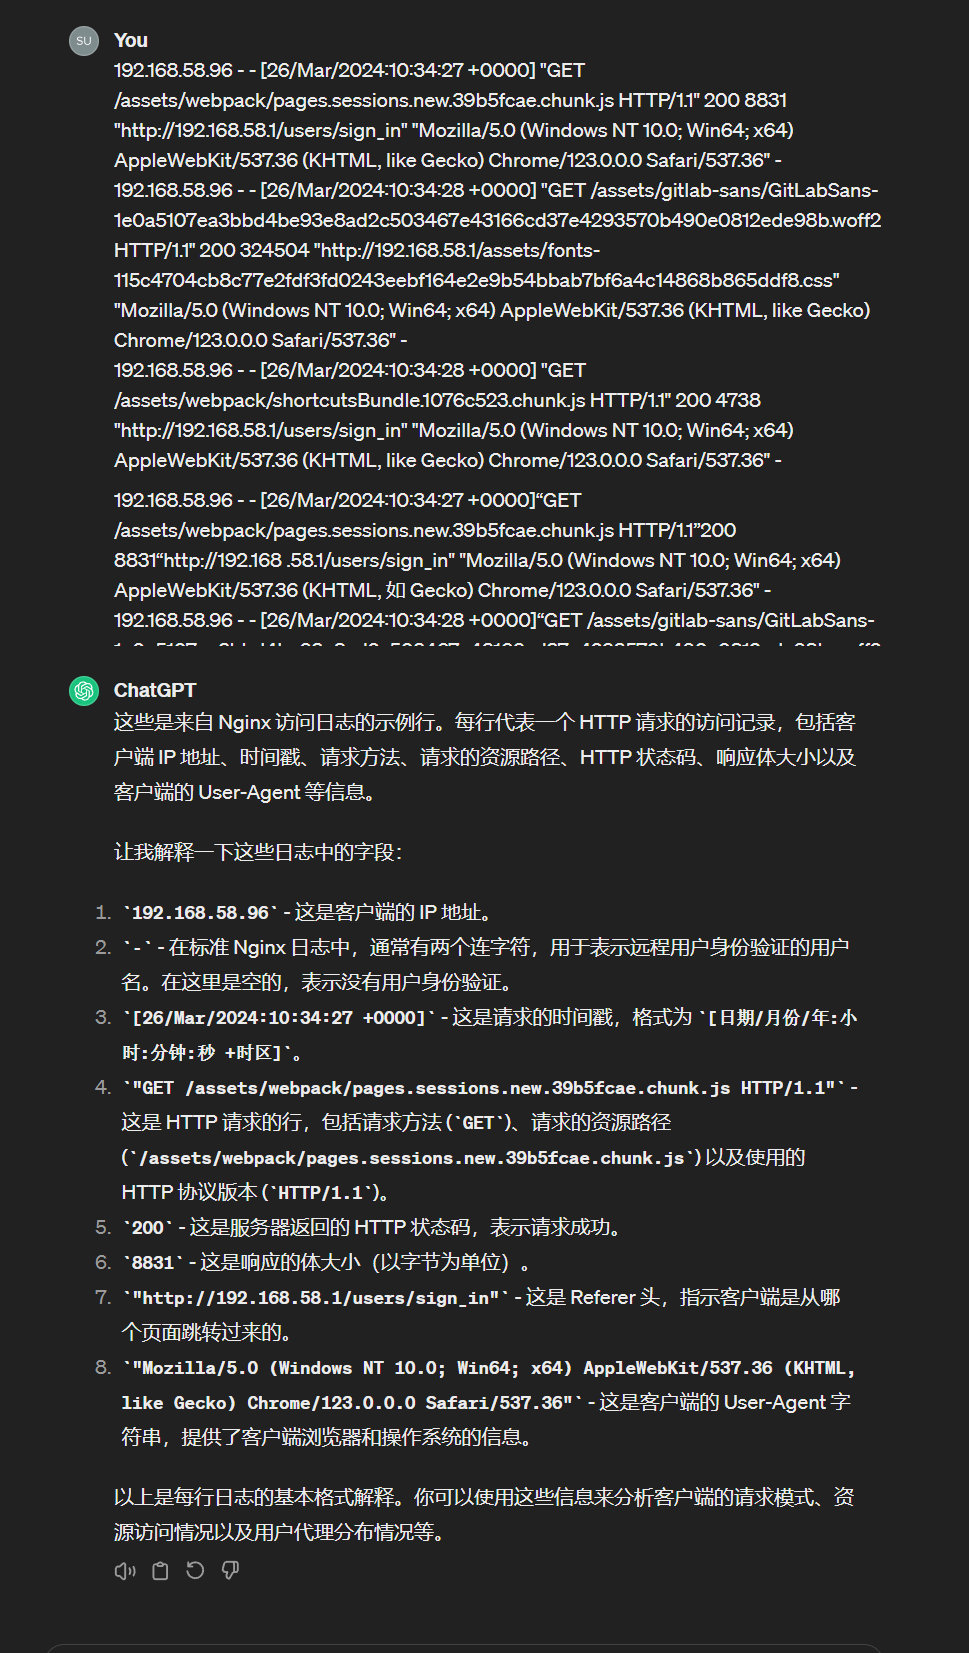 SU
You
192.168.58.96 - - [26/Mar/2024:10:34:27 +0000] "GET
/assets/webpack/pages.sessions.new.39b5fcae.chunk.js HTTP/1.1" 200 8831
"http://192.168.58.1/users/sign_in" "Mozilla/5.0 (Windows NT 10.0; Win64; x64)
AppleWebKit/537.36 (KHTML, like Gecko) Chrome/123.0.0.0 Safari/537.36" -
192.168.58.96 - - [26/Mar/2024:10:34:28 +0000] "GET /assets/gitlab-sans/GitLabSans-
1e0a5107ea3bbd4be93e8ad2c503467e43166cd37e4293570b490e0812ede98b.woff2
HTTP/1.1" 200 324504 "http://192.168.58.1/assets/fonts-
115c4704cb8c77e2fdf3fd0243eebf164e2e9b54bbab7bf6a4c14868b865ddf8.css"
"Mozilla/5.0 (Windows NT 10.0; Win64; x64) AppleWebKit/537.36 (KHTML, like Gecko)
Chrome/123.0.0.0 Safari/537.36" -
192.168.58.96 - - [26/Mar/2024:10:34:28 +0000] "GET
/assets/webpack/shortcutsBundle.1076c523.chunk.js HTTP/1.1" 200 4738
"http://192.168.58.1/users/sign_in" "Mozilla/5.0 (Windows NT 10.0; Win64; x64)
AppleWebKit/537.36 (KHTML, like Gecko) Chrome/123.0.0.0 Safari/537.36" -
192.168.58.96 - - [26/Mar/2024:10:34:27 +0000]“GET
/assets/webpack/pages.sessions.new.39b5fcae.chunk.js HTTP/1.1”200
8831“http://192.168 .58.1/users/sign_in" "Mozilla/5.0 (Windows NT 10.0; Win64; x64)
AppleWebKit/537.36 (KHTML, 如 Gecko) Chrome/123.0.0.0 Safari/537.36" -
192.168.58.96 - - [26/Mar/2024:10:34:28 +0000]“GET /assets/gitlab-sans/GitLabSans-
ChatGPT
这些是来自 Nginx 访问日志的示例行。每行代表一个 HTTP 请求的访问记录，包括客
户端 IP 地址、时间戳、请求方法、请求的资源路径、HTTP 状态码、响应体大小以及
客户端的 User-Agent 等信息。
让我解释一下这些日志中的字段：
1. `192.168.58.96` - 这是客户端的 IP 地址。
2. `-` - 在标准 Nginx 日志中，通常有两个连字符，用于表示远程用户身份验证的用户
名。在这里是空的，表示没有用户身份验证。
3. `[26/Mar/2024:10:34:27 +0000]` - 这是请求的时间戳，格式为 `[日期/月份/年:小
时:分钟:秒 +时区]`。
4. `"GET /assets/webpack/pages.sessions.new.39b5fcae.chunk.js HTTP/1.1"` -
这是 HTTP 请求的行，包括请求方法 (`GET`)、请求的资源路径
(`/assets/webpack/pages.sessions.new.39b5fcae.chunk.js`) 以及使用的
HTTP 协议版本 (`HTTP/1.1`)。
5. `200` - 这是服务器返回的 HTTP 状态码，表示请求成功。
6. `8831` - 这是响应的体大小（以字节为单位）。
7. `"http://192.168.58.1/users/sign_in"` - 这是 Referer 头，指示客户端是从哪
个页面跳转过来的。
8. `"Mozilla/5.0 (Windows NT 10.0; Win64; x64) AppleWebKit/537.36 (KHTML,
like Gecko) Chrome/123.0.0.0 Safari/537.36"` - 这是客户端的 User-Agent 字
符串，提供了客户端浏览器和操作系统的信息。
以上是每行日志的基本格式解释。你可以使用这些信息来分析客户端的请求模式、资
源访问情况以及用户代理分布情况等。